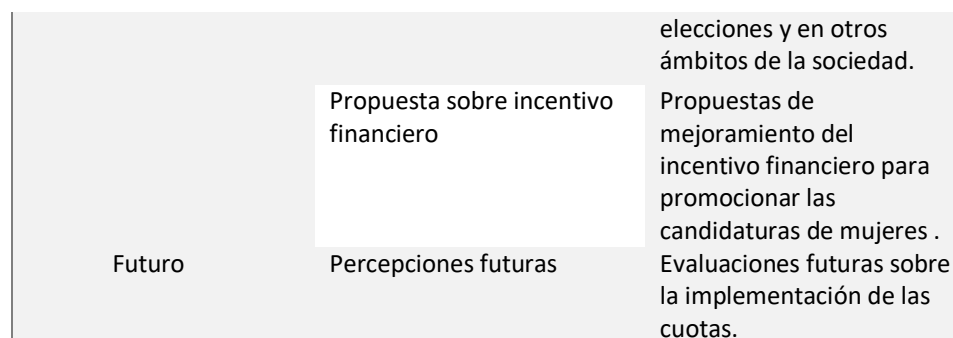 elecciones y en otros
ámbitos de la sociedad.
Propuesta sobre incentivo
financiero
Propuestas de
mejoramiento del
incentivo financiero para
promocionar las
candidaturas de mujeres .
Futuro
Percepciones futuras
Evaluaciones futuras sobre
la implementación de las
cuotas.